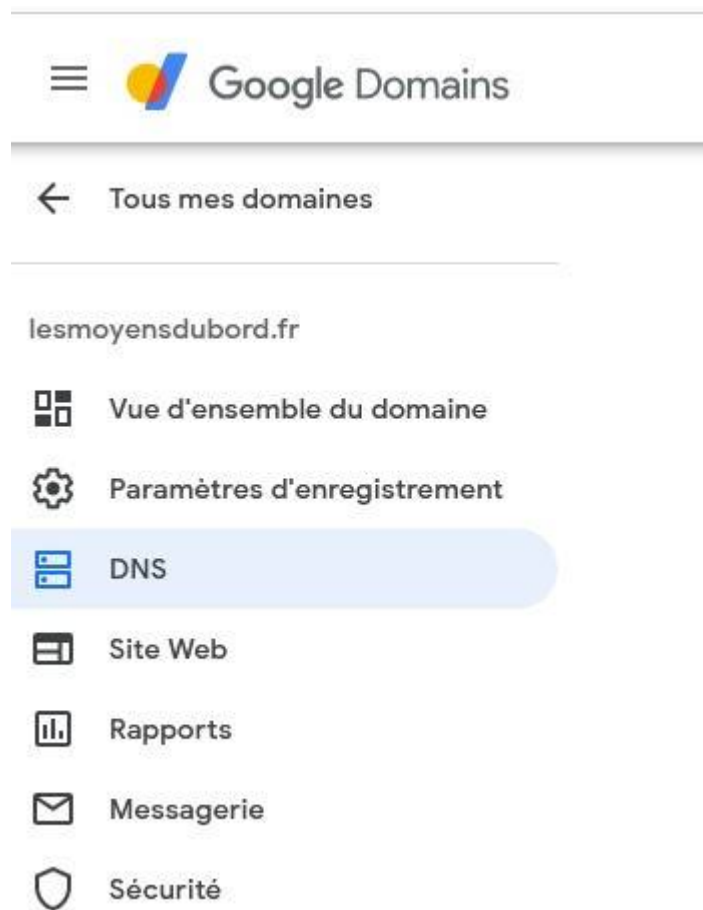 Google Domains
Tous mes domaines
lesmoyensdubord.fr
Vue d'ensemble du domaine
Paramètres d'enregistrement
DNS
Site Web
Rapports
Messagerie
Sécurité